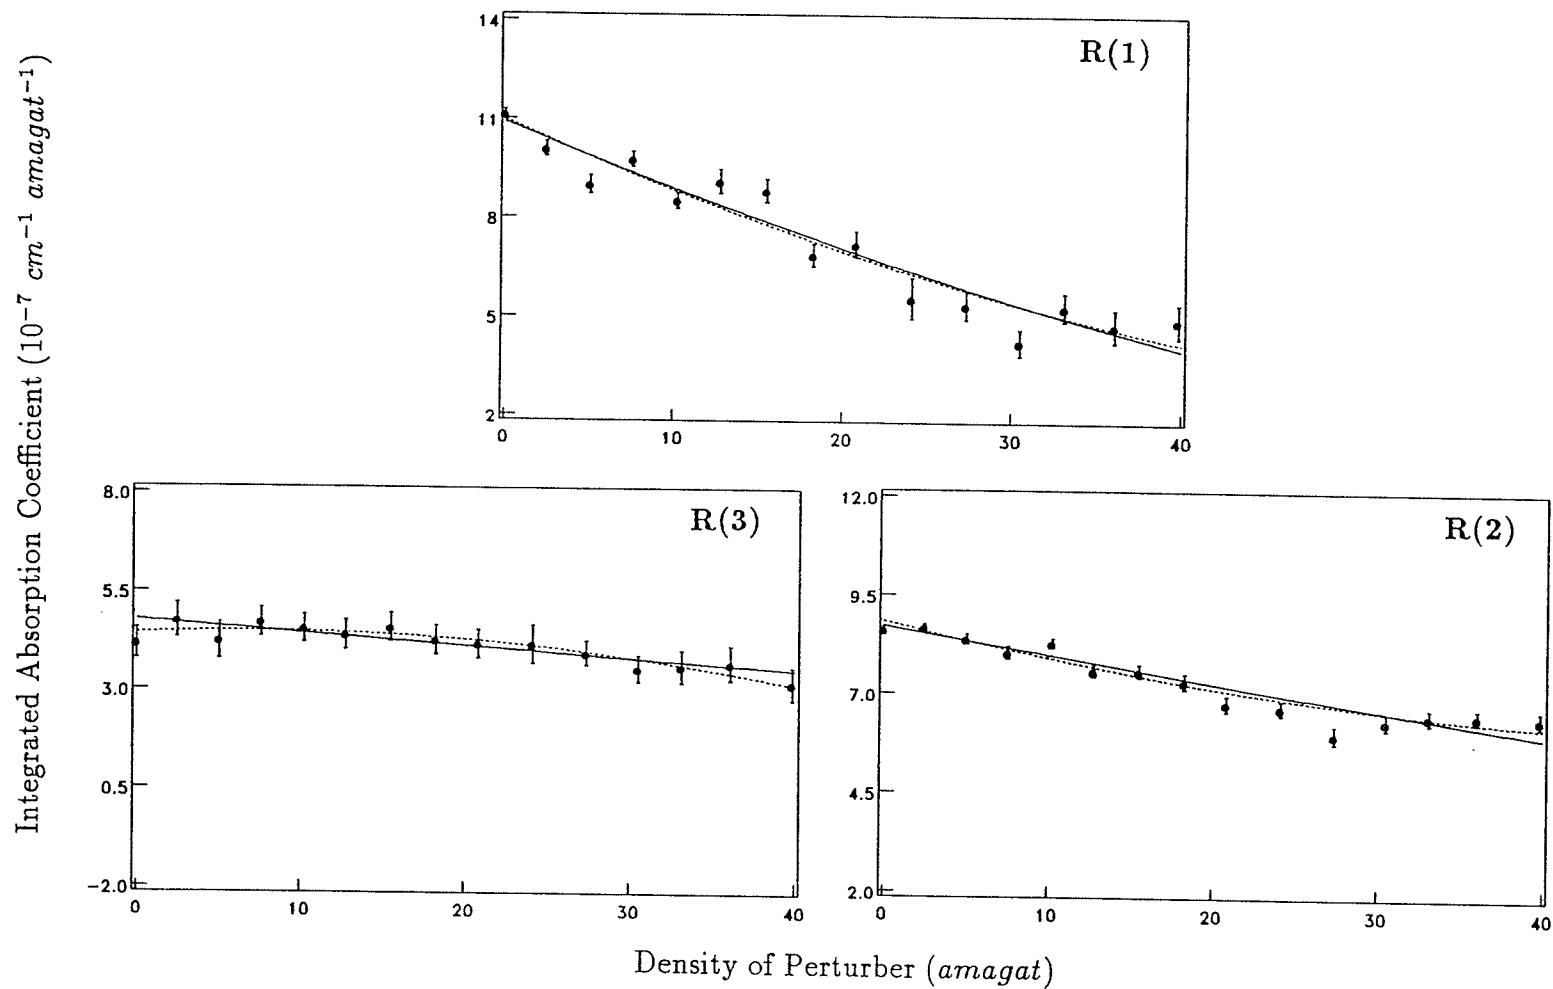 Integrated Absorption Coefficient (10⁻⁷ cm⁻¹ amagat⁻¹)
R(1)
14
11
8
5
2
0 10 20 30 40
R(3)
8.0
5.5
3.0
0.5
−2.0
0 10 20 30 40
R(2)
12.0
9.5
7.0
4.5
2.0
0 10 20 30 40
Density of Perturber (amagat)